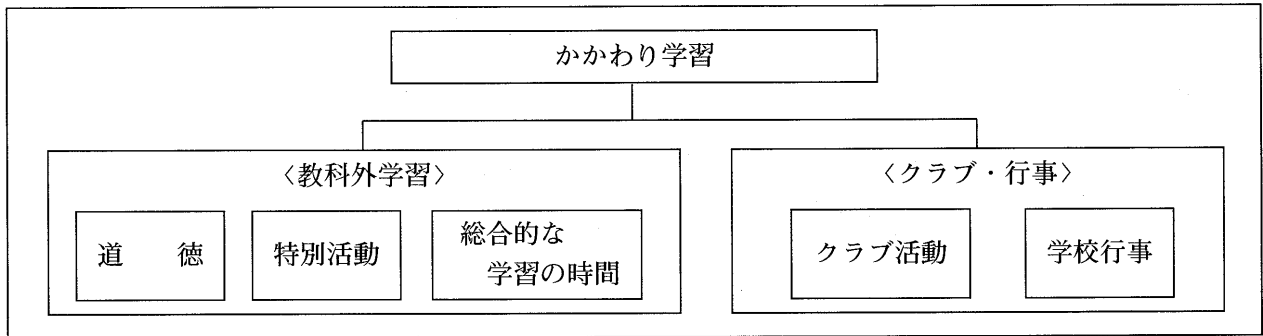 かかわり学習
〈教科外学習〉
〈クラブ・行事〉
道　　徳
特別活動
総合的な
学習の時間
クラブ活動
学校行事